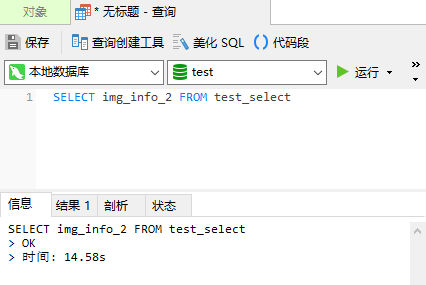 对象
* 无标题 - 查询
保存
查询创建工具
美化 SQL
代码段
本地数据库
test
运行
1 SELECT img_info_2 FROM test_select
信息
结果 1
剖析
状态
SELECT img_info_2 FROM test_select
> OK
> 时间: 14.58s